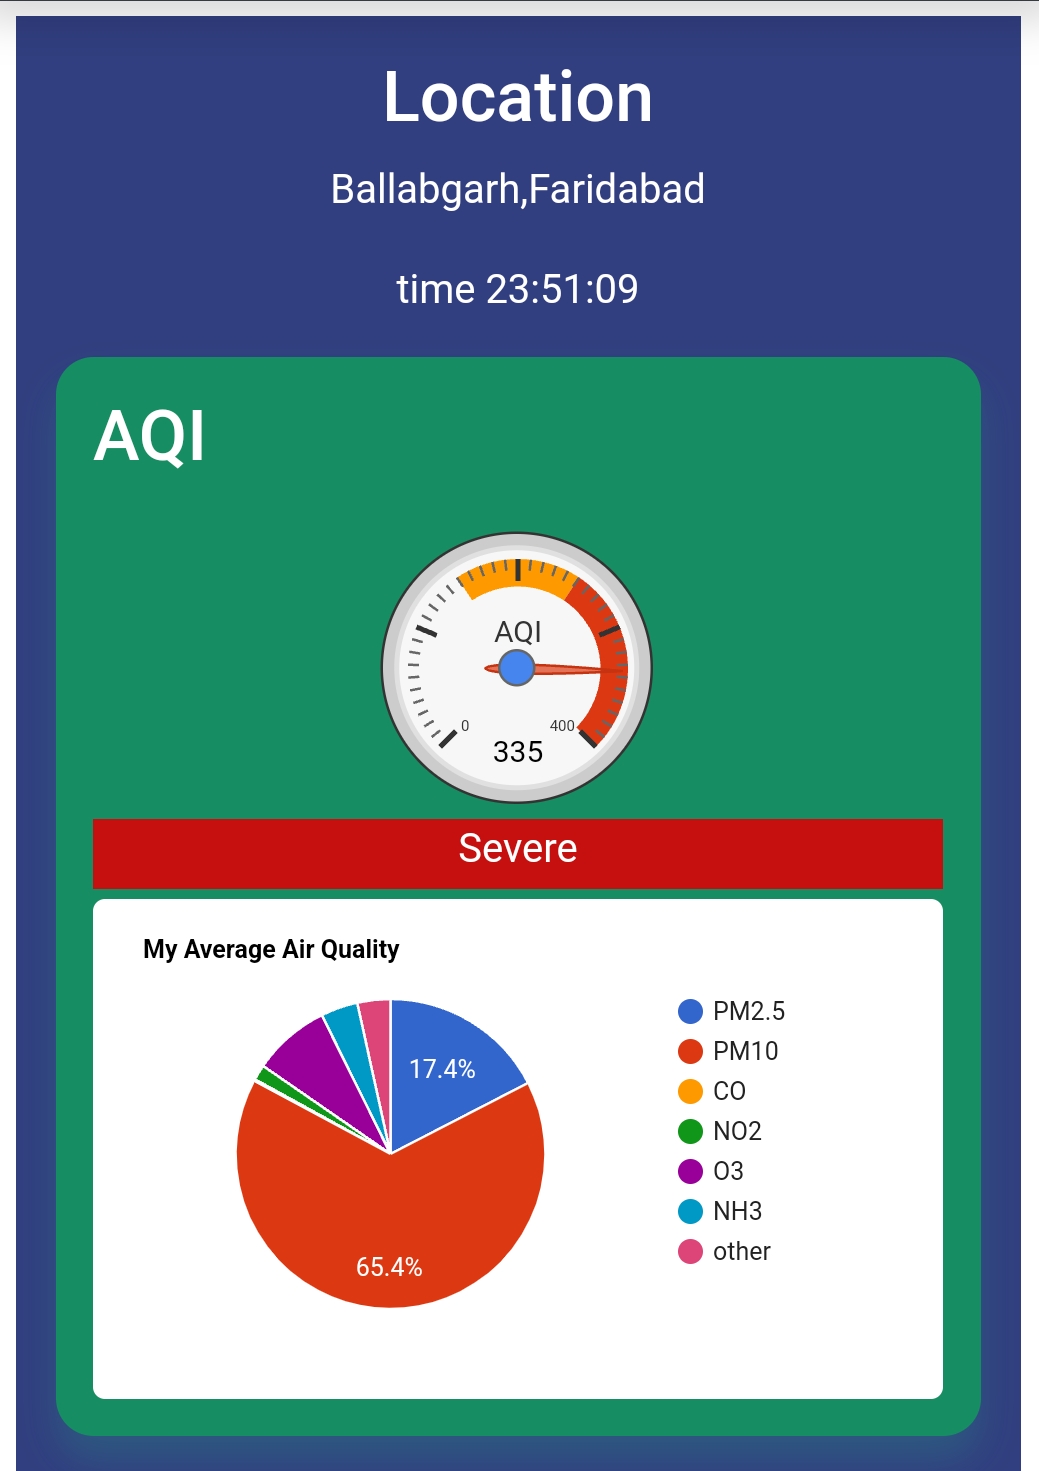 Location
Ballabgarh,Faridabad
time 23:51:09
AQI
AQI
0
400
335
Severe
My Average Air Quality
17.4%
65.4%
PM2.5
PM10
CO
NO2
O3
NH3
other